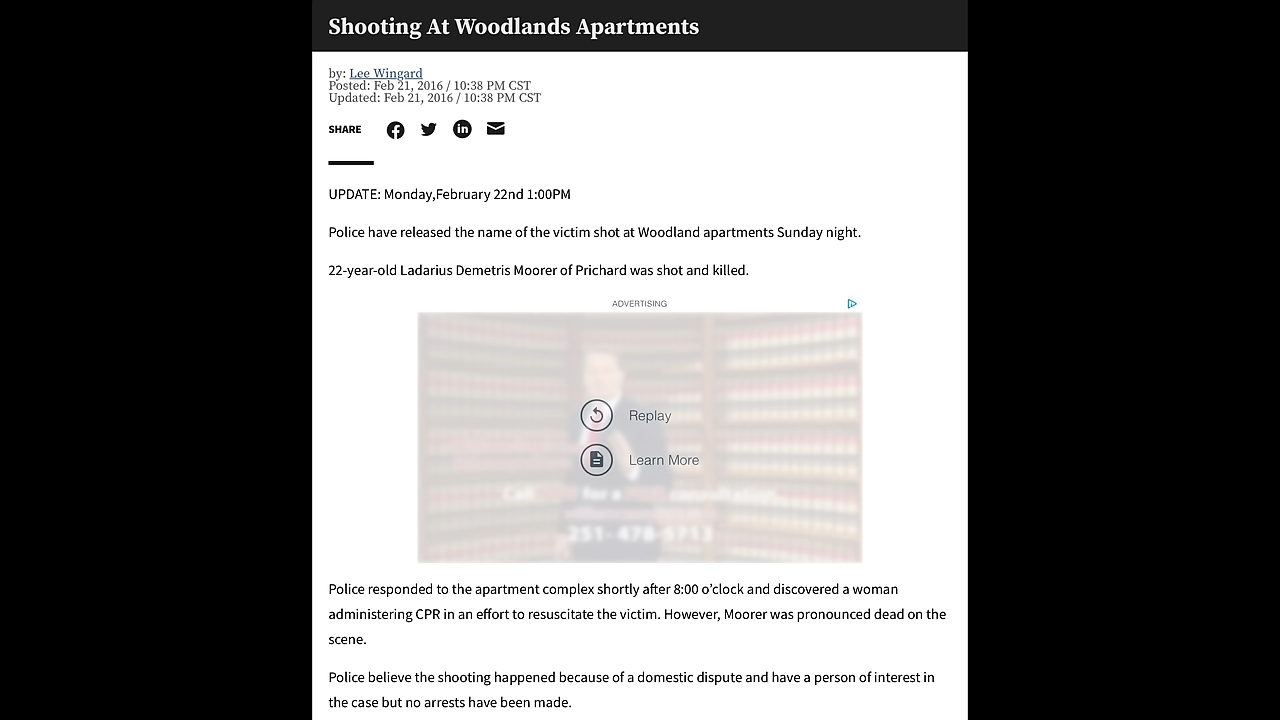 Shooting At Woodlands Apartments
by: Lee Wingard
Posted: Feb 21, 2016 / 10:38 PM CST
Updated: Feb 21, 2016 / 10:38 PM CST
SHARE
UPDATE: Monday,February 22nd 1:00PM
Police have released the name of the victim shot at Woodland apartments Sunday night.
22-year-old Ladarius Demetris Moorer of Prichard was shot and killed.
ADVERTISING
Replay
Learn More
Call for a consultation
251- 478-5713
Police responded to the apartment complex shortly after 8:00 o’clock and discovered a woman
administering CPR in an effort to resuscitate the victim. However, Moorer was pronounced dead on the
scene.
Police believe the shooting happened because of a domestic dispute and have a person of interest in
the case but no arrests have been made.